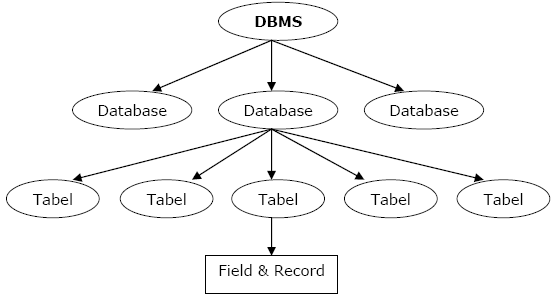 DBMS
Database Database Database
Tabel Tabel Tabel Tabel Tabel
Field & Record